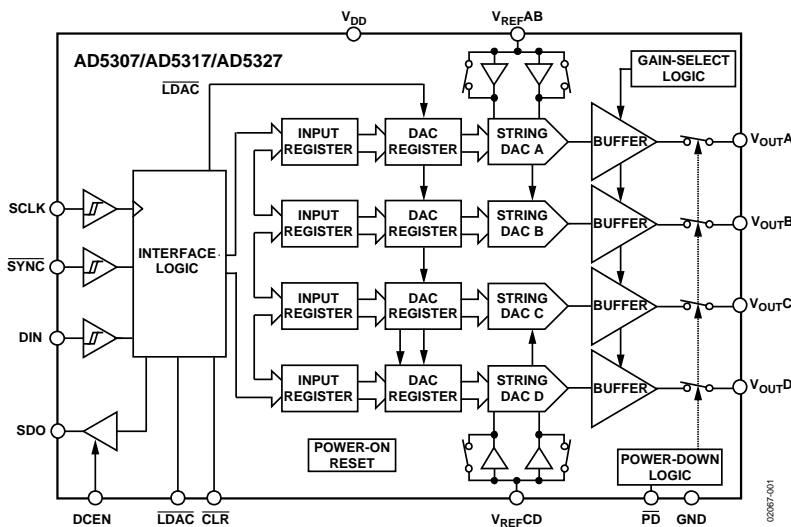 VDD
VREFAB
AD5307/AD5317/AD5327
LDAC
GAIN-SELECT
LOGIC
INPUT
REGISTER
DAC
REGISTER
STRING
DAC A
BUFFER
VOUTA
SCLK
INPUT
REGISTER
DAC
REGISTER
STRING
DAC B
BUFFER
VOUTB
SYNC
INTERFACE
LOGIC
DIN
INPUT
REGISTER
DAC
REGISTER
STRING
DAC C
BUFFER
VOUTC
INPUT
REGISTER
DAC
REGISTER
STRING
DAC D
BUFFER
VOUTD
SDO
POWER-ON
RESET
POWER-DOWN
LOGIC
DCEN
LDAC
CLR
VREFCD
PD
GND
02067-001